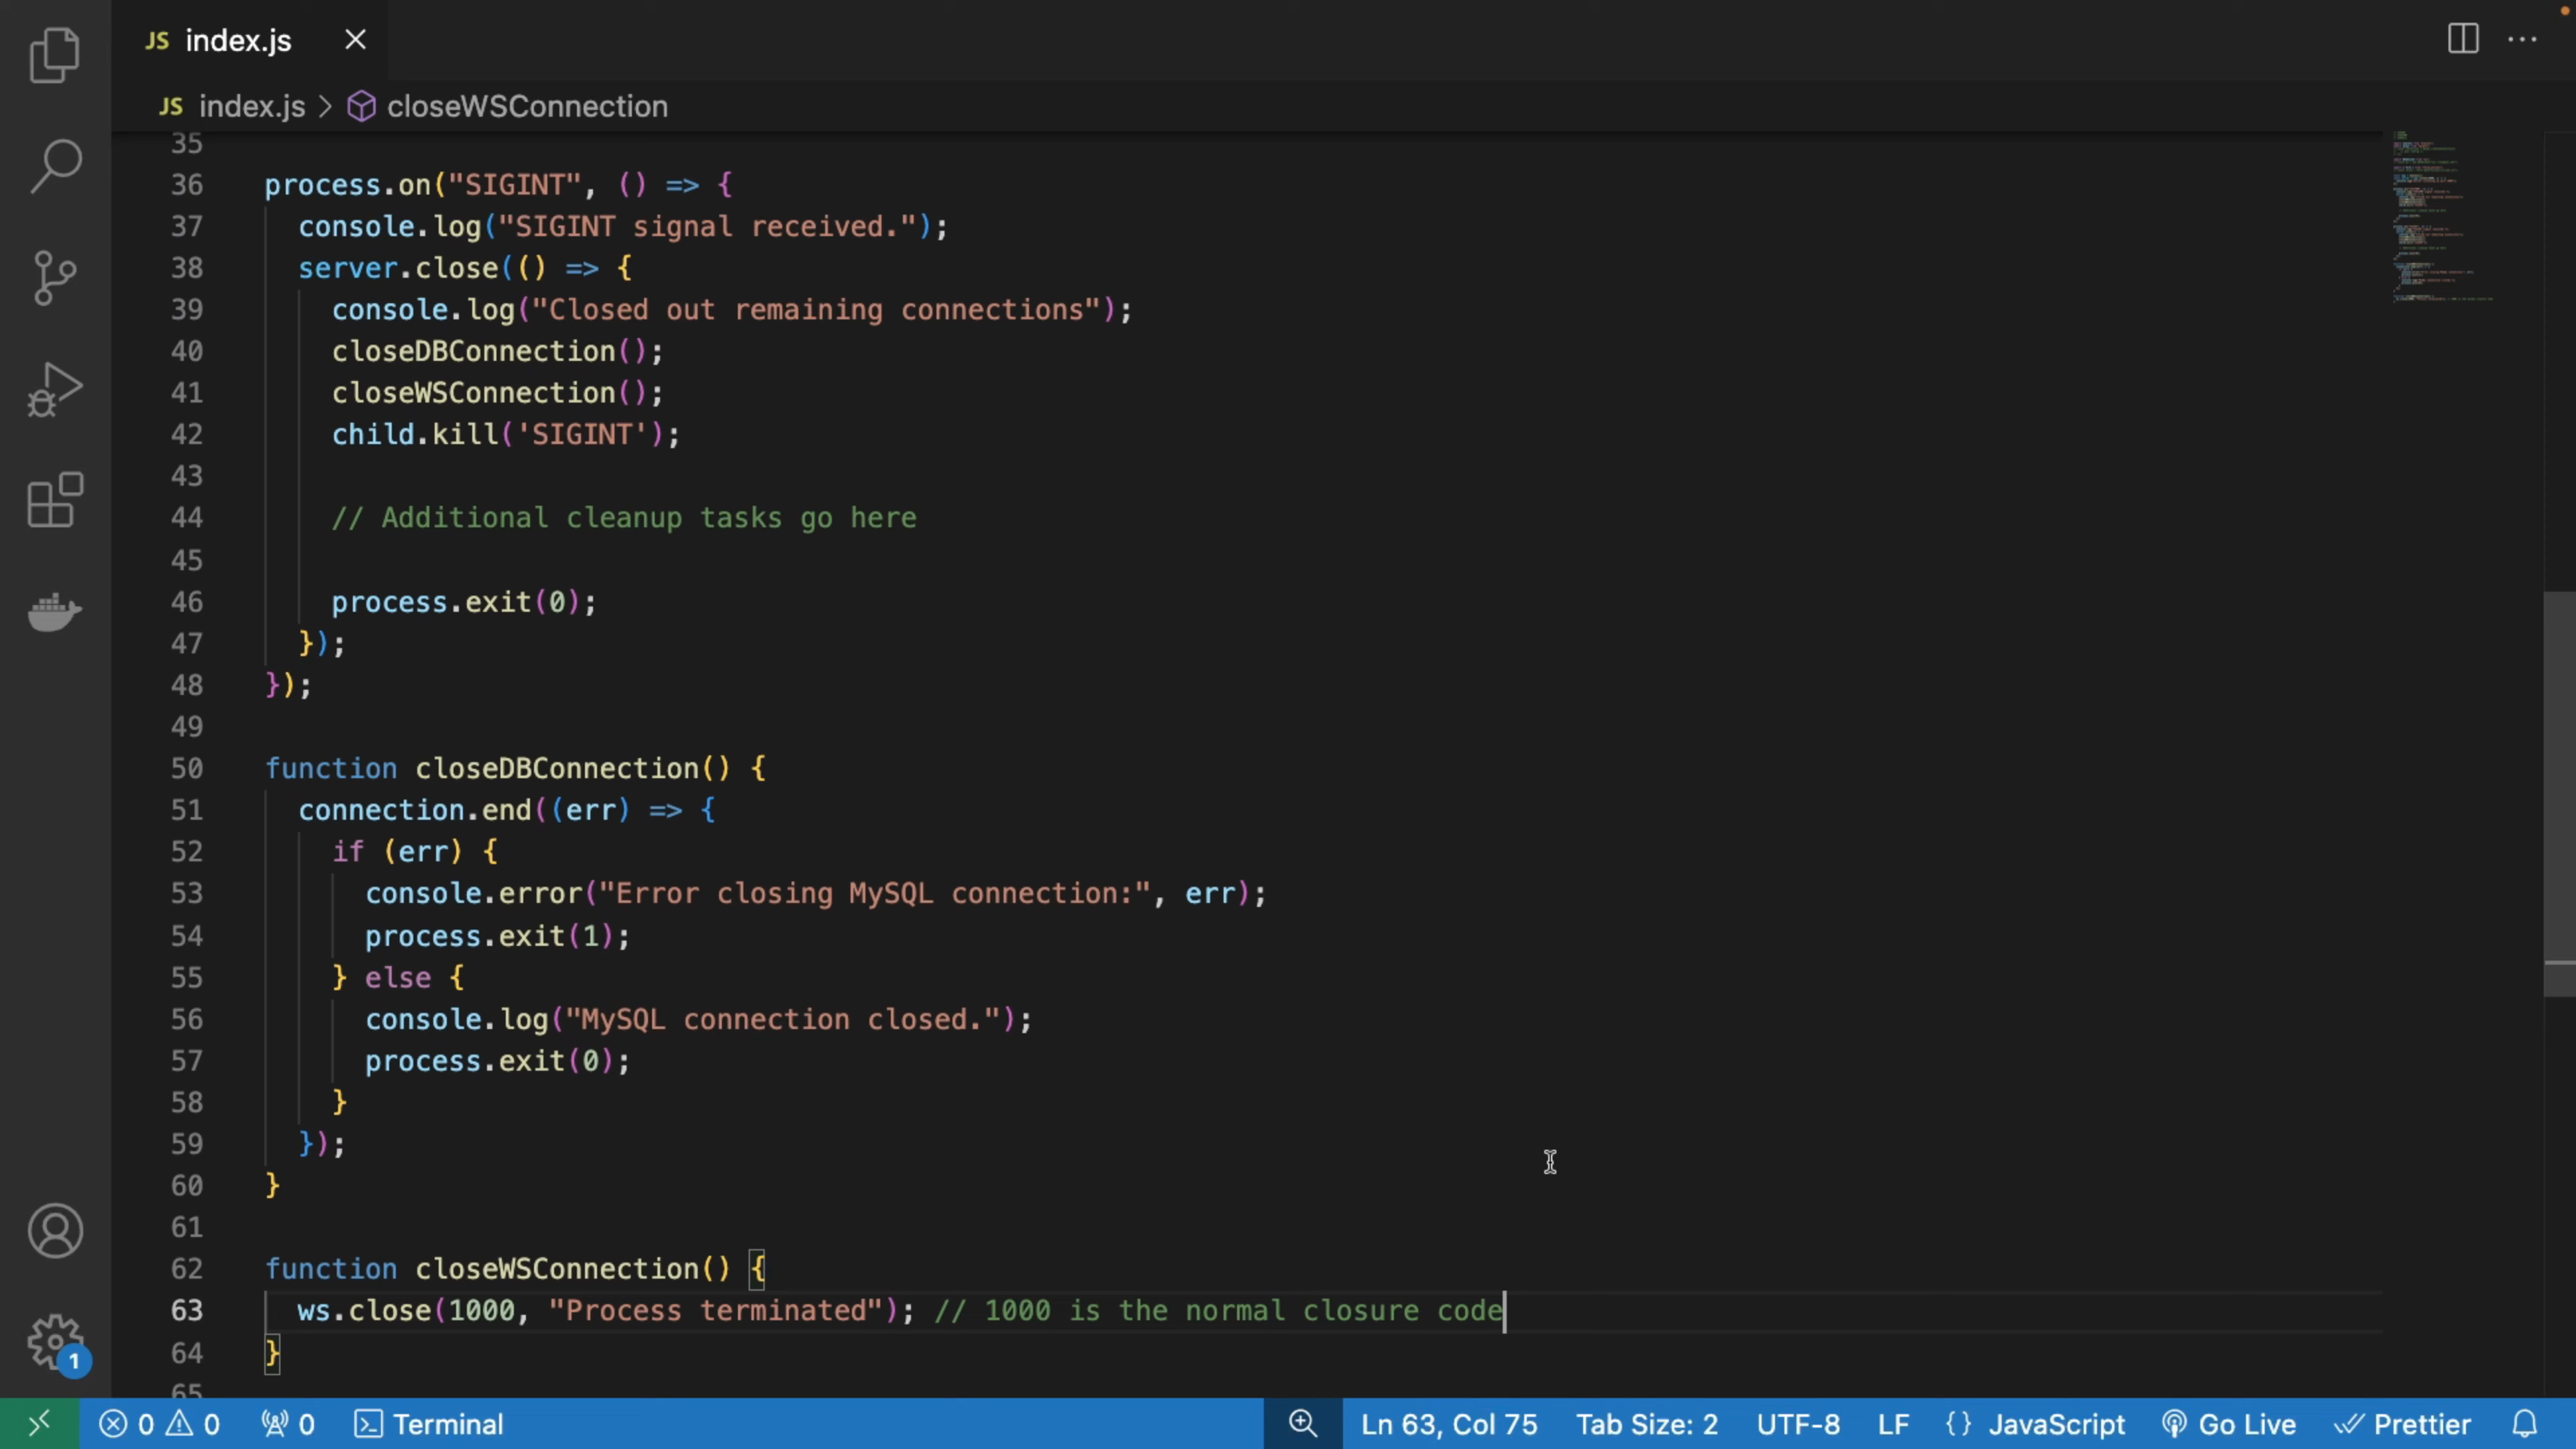 JS index.js
JS index.js > closeWSConnection
35
36 process.on("SIGINT", () => {
37 console.log("SIGINT signal received.");
38 server.close(() => {
39 console.log("Closed out remaining connections");
40 closeDBConnection();
41 closeWSConnection();
42 child.kill('SIGINT');
43
44 // Additional cleanup tasks go here
45
46 process.exit(0);
47 });
48 });
49
50 function closeDBConnection() {
51 connection.end((err) => {
52 if (err) {
53 console.error("Error closing MySQL connection:", err);
54 process.exit(1);
55 } else {
56 console.log("MySQL connection closed.");
57 process.exit(0);
58 }
59 });
60 }
61
62 function closeWSConnection() {
63 ws.close(1000, "Process terminated"); // 1000 is the normal closure code
64 }
65
1
0 0 0 Terminal Ln 63, Col 75 Tab Size: 2 UTF-8 LF {} JavaScript Go Live Prettier